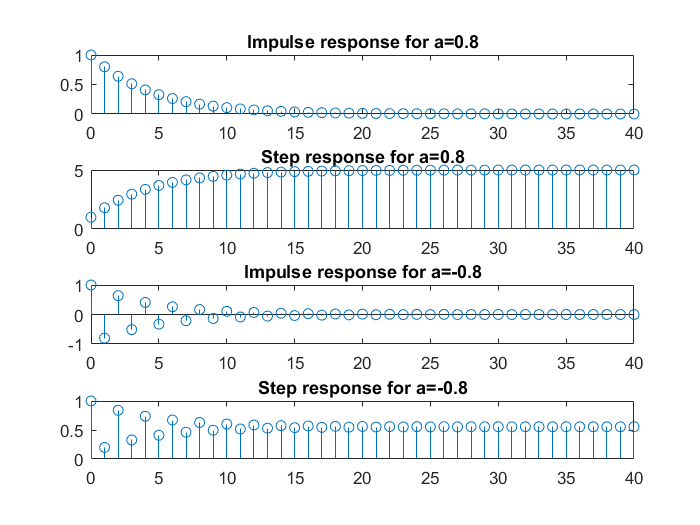 Impulse response for a=0.8
1
0.5
0
0 5 10 15 20 25 30 35 40
Step response for a=0.8
5
0
0 5 10 15 20 25 30 35 40
Impulse response for a=-0.8
1
0
-1
0 5 10 15 20 25 30 35 40
Step response for a=-0.8
1
0.5
0
0 5 10 15 20 25 30 35 40